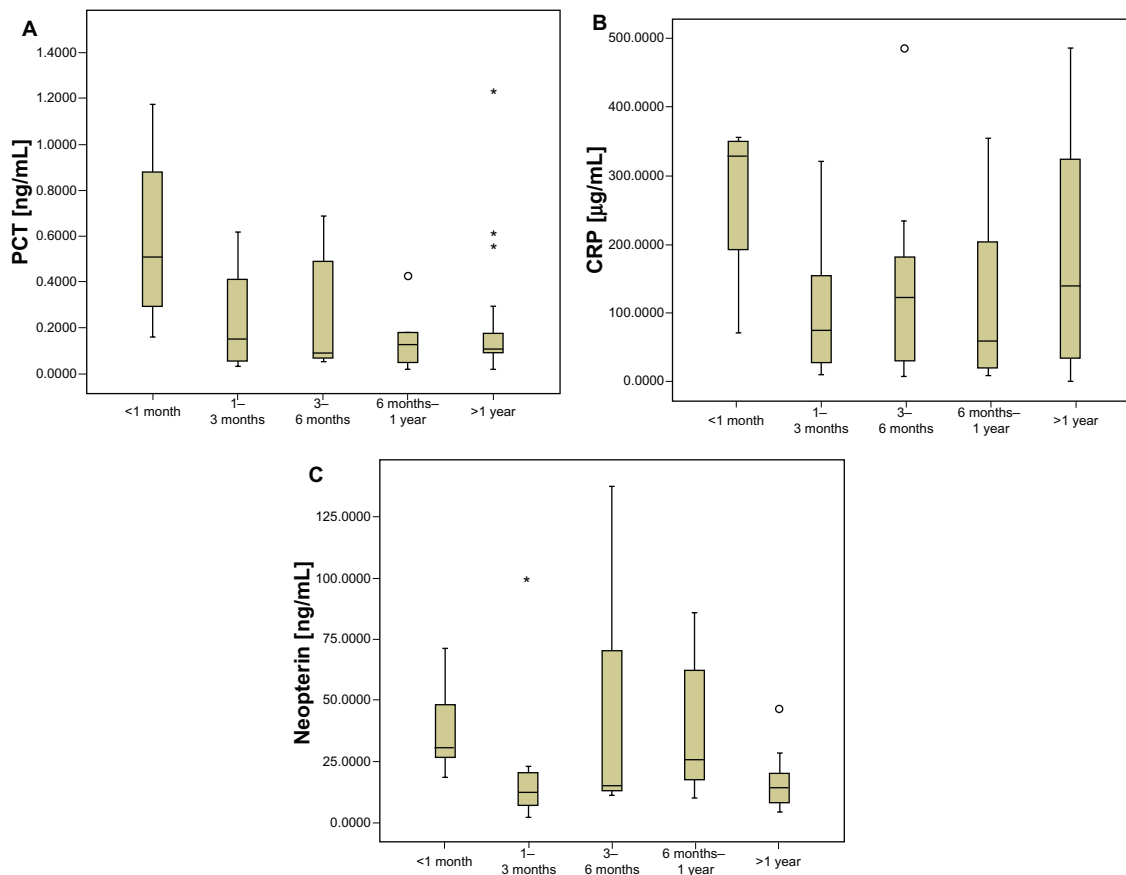 A
PCT [ng/mL]
1.4000
1.2000
1.0000
0.8000
0.6000
0.4000
0.2000
0.0000
<1 month
1–
3 months
3–
6 months
6 months–
1 year
>1 year
B
CRP [µg/mL]
500.0000
400.0000
300.0000
200.0000
100.0000
0.0000
<1 month
1–
3 months
3–
6 months
6 months–
1 year
>1 year
C
Neopterin [ng/mL]
125.0000
100.0000
75.0000
50.0000
25.0000
0.0000
<1 month
1–
3 months
3–
6 months
6 months–
1 year
>1 year